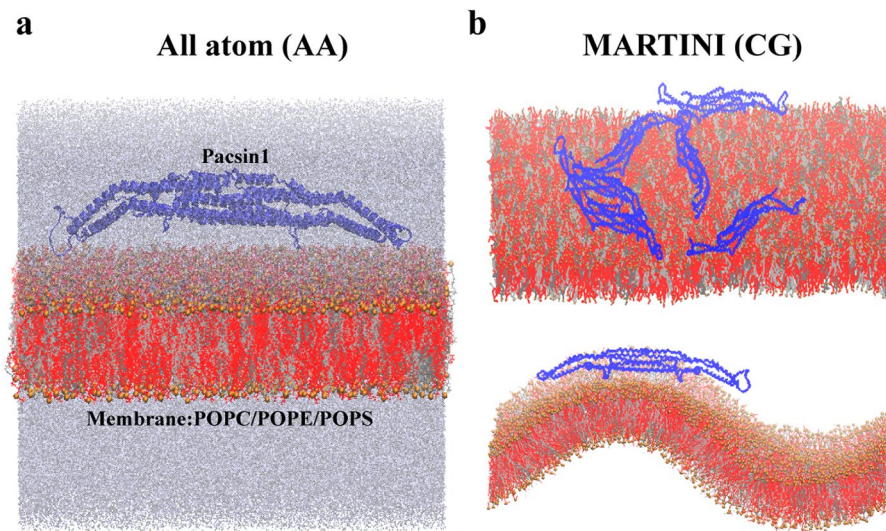 a
All atom (AA)
Pacsin1
Membrane:POPC/POPE/POPS
b
MARTINI (CG)